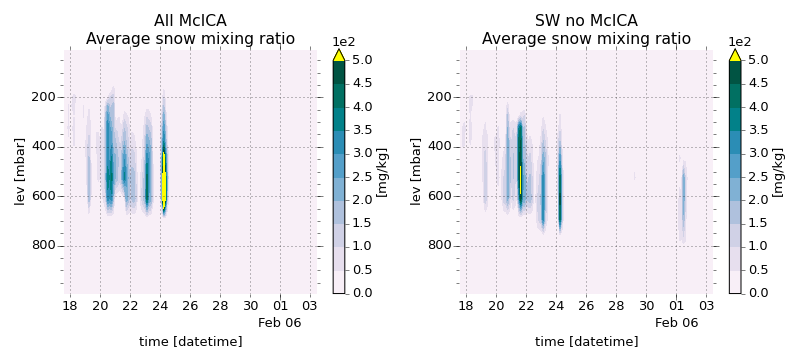 All McICA
Average snow mixing ratio
1e2
5.0
4.5
4.0
3.5
3.0
2.5
2.0
1.5
1.0
0.5
0.0
[mg/kg]
200
400
600
800
lev [mbar]
18 20 22 24 26 28 30 01 03
Feb 06
time [datetime]
SW no McICA
Average snow mixing ratio
1e2
5.0
4.5
4.0
3.5
3.0
2.5
2.0
1.5
1.0
0.5
0.0
[mg/kg]
200
400
600
800
lev [mbar]
18 20 22 24 26 28 30 01 03
Feb 06
time [datetime]